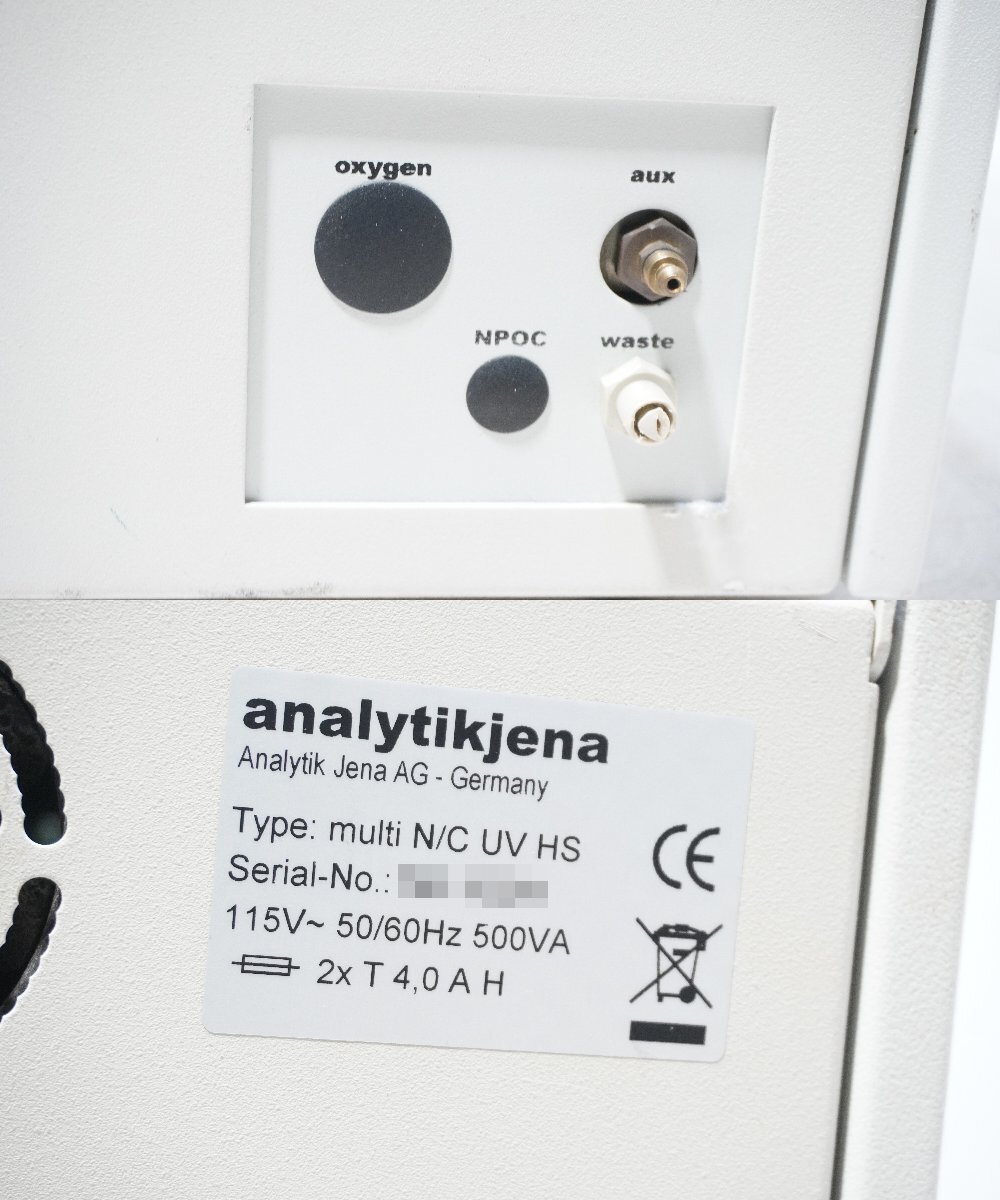 oxygen
aux
NPOC
waste
analytikjena
Analytik Jena AG - Germany
Type: multi N/C UV HS
Serial-No.:
115V~ 50/60Hz 500VA
2x T 4,0 A H
CE